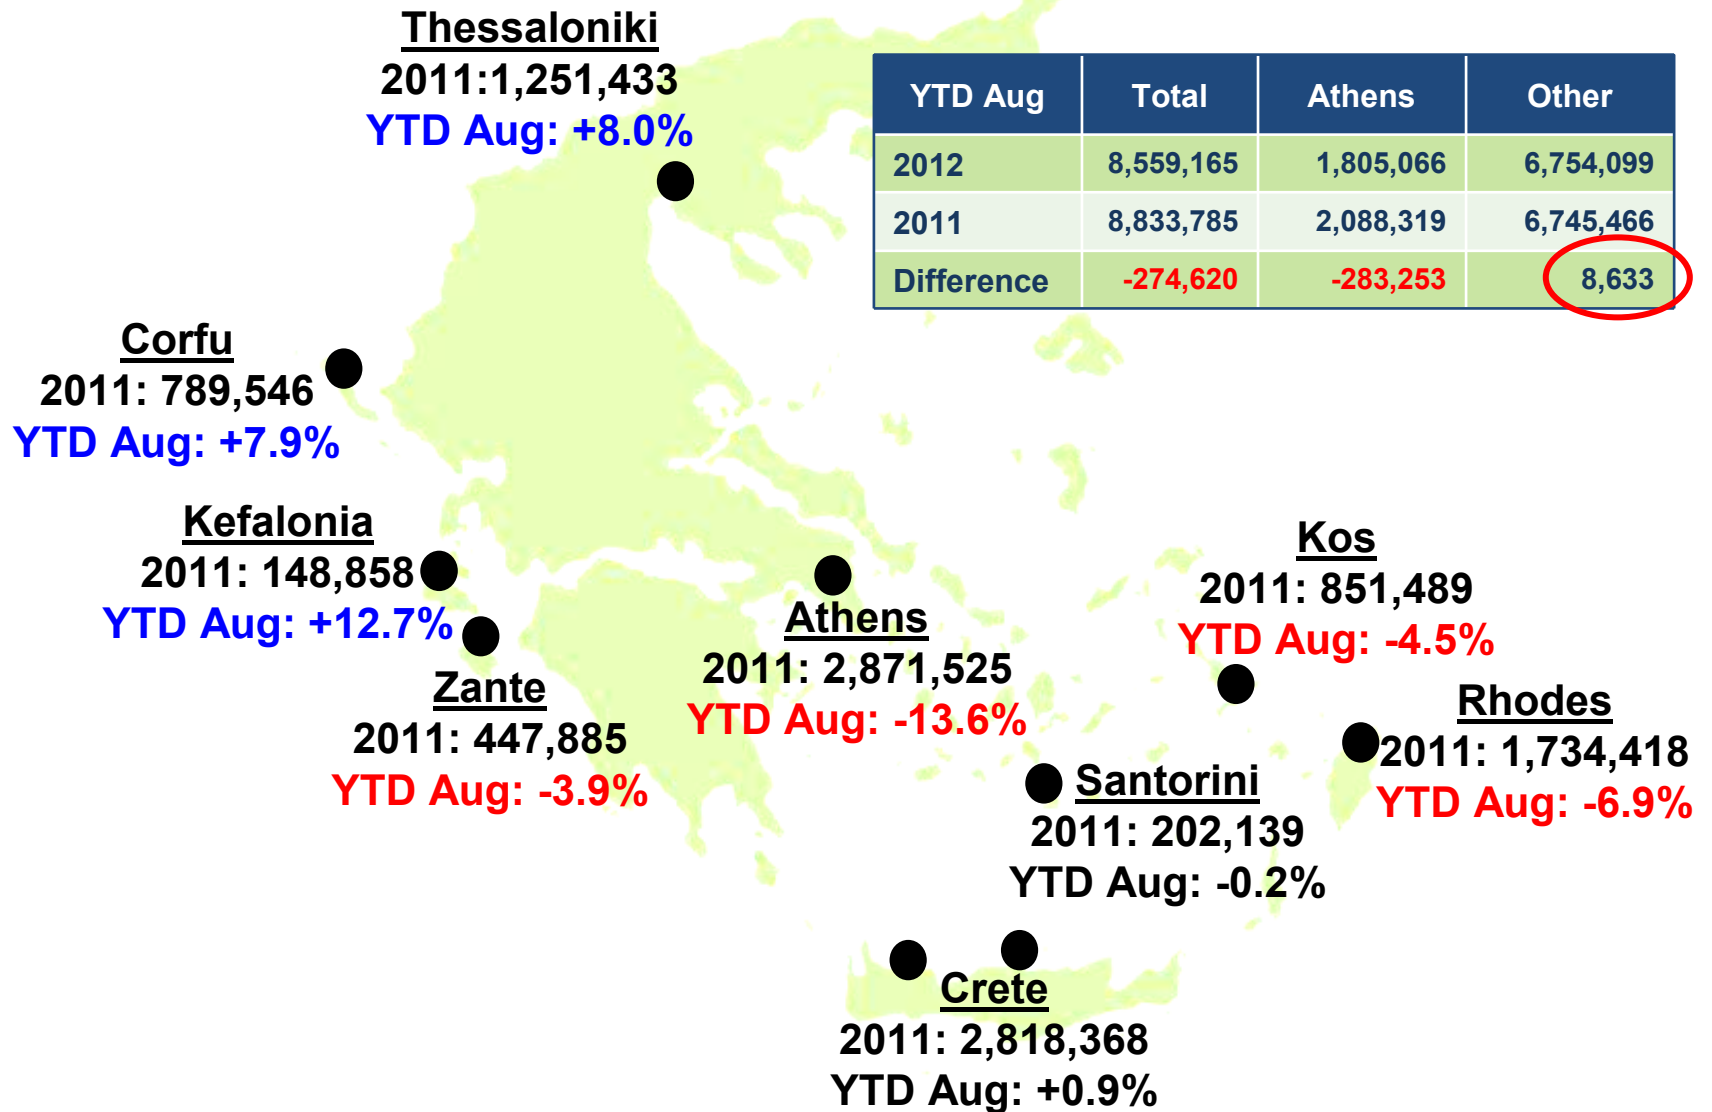 Thessaloniki
2011:1,251,433
YTD Aug: +8.0%
YTD Aug Total Athens Other
2012 8,559,165 1,805,066 6,754,099
2011 8,833,785 2,088,319 6,745,466
Difference -274,620 -283,253 8,633
Corfu
2011: 789,546
YTD Aug: +7.9%
Kefalonia
2011: 148,858
YTD Aug: +12.7%
Zante
2011: 447,885
YTD Aug: -3.9%
Athens
2011: 2,871,525
YTD Aug: -13.6%
Kos
2011: 851,489
YTD Aug: -4.5%
Rhodes
2011: 1,734,418
YTD Aug: -6.9%
Santorini
2011: 202,139
YTD Aug: -0.2%
Crete
2011: 2,818,368
YTD Aug: +0.9%